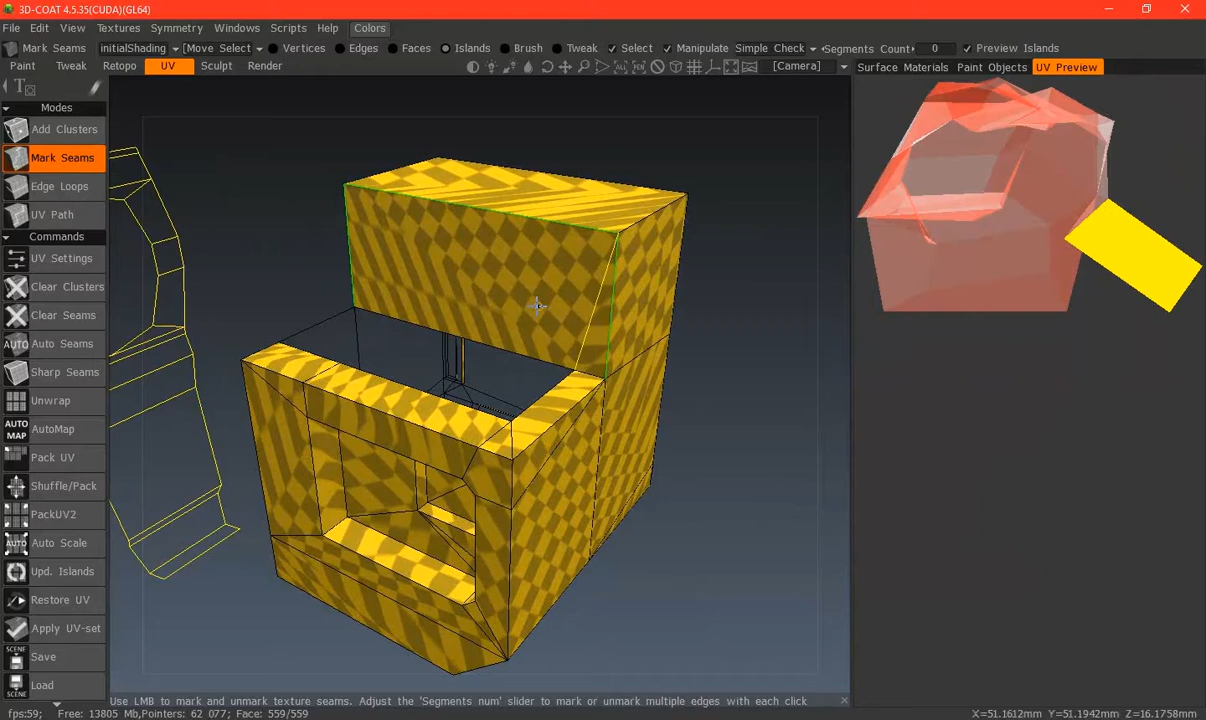 3D-COAT 4.5.35(CUDA)(GL64)
File Edit View Textures Symmetry Windows Scripts Help Colors
Mark Seams initialShading [Move Select Vertices Edges Faces Islands Brush Tweak Select Manipulate Simple Check Segments Count: 0 Preview Islands
Paint Tweak Retopo UV Sculpt Render ALL [Camera] Surface Materials Paint Objects UV Preview
Modes
Add Clusters
Mark Seams
Edge Loops
UV Path
Commands
UV Settings
Clear Clusters
Clear Seams
AUTO Auto Seams
Sharp Seams
Unwrap
AUTO MAP AutoMap
Pack UV
Shuffle/Pack
PackUV2
AUTO Auto Scale
Upd. Islands
Restore UV
Apply UV-set
SCENE Save
SCENE Load
Use LMB to mark and unmark texture seams. Adjust the 'Segments num' slider to mark or unmark multiple edges with each click
fps:59; Free: 13805 Mb,Pointers: 62 077; Face: 559/559 X=51.1612mm Y=51.1942mm Z=16.1758mm